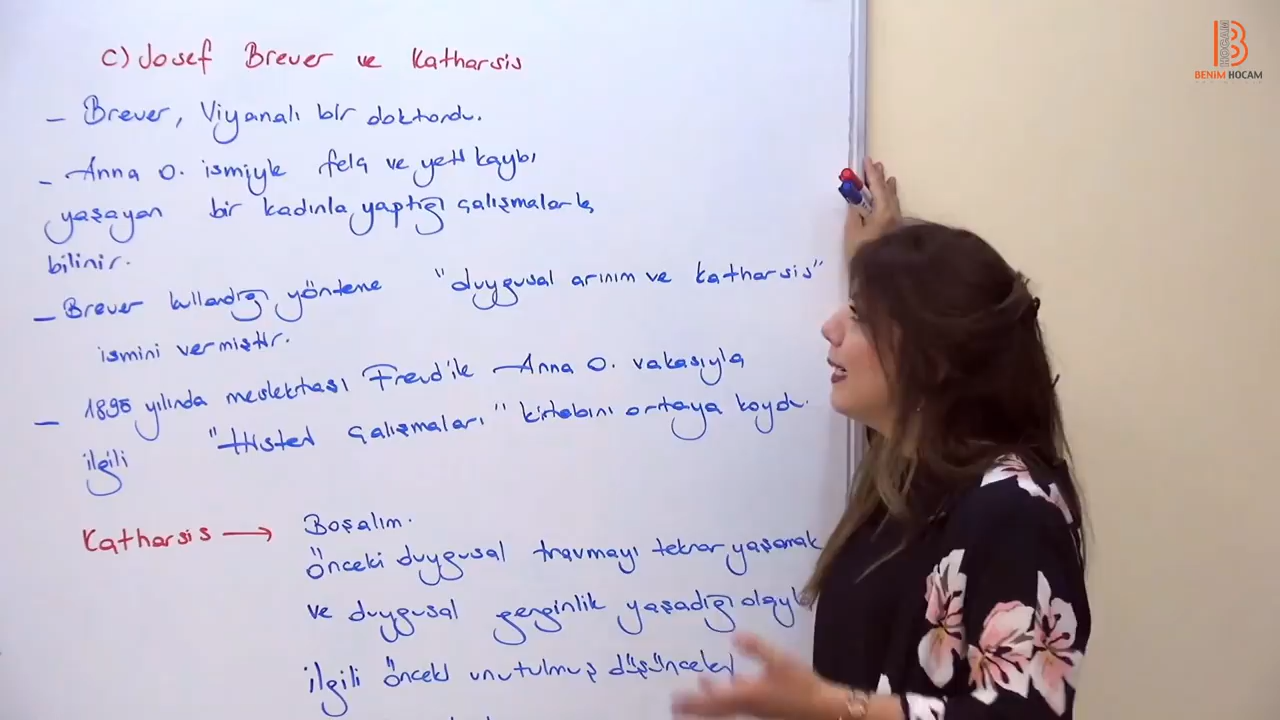 c) Josef Breuer ve Katharsis
– Breuer, Viyanalı bir doktordu.
– Anna O. ismiyle felç ve yeti kaybı
yaşayan bir kadınla yaptığı çalışmalarla
bilinir.
– Breuer kullandığı yönteme "duygusal arınım ve katharsis"
ismini vermiştir.
– 1895 yılında meslekteşı Freud'ile Anna O. vakasıyla
ilgili "Histeri Çalışmaları" kitabını ortaya koydu.
Katharsis → Boşalım.
Önceki duygusal travmayı tekrar yaşamak
ve duygusal gerginlik yaşadığı olayla
ilgili önceki unutulmuş düşünceleri
HOCAM
BENİM HOCAM